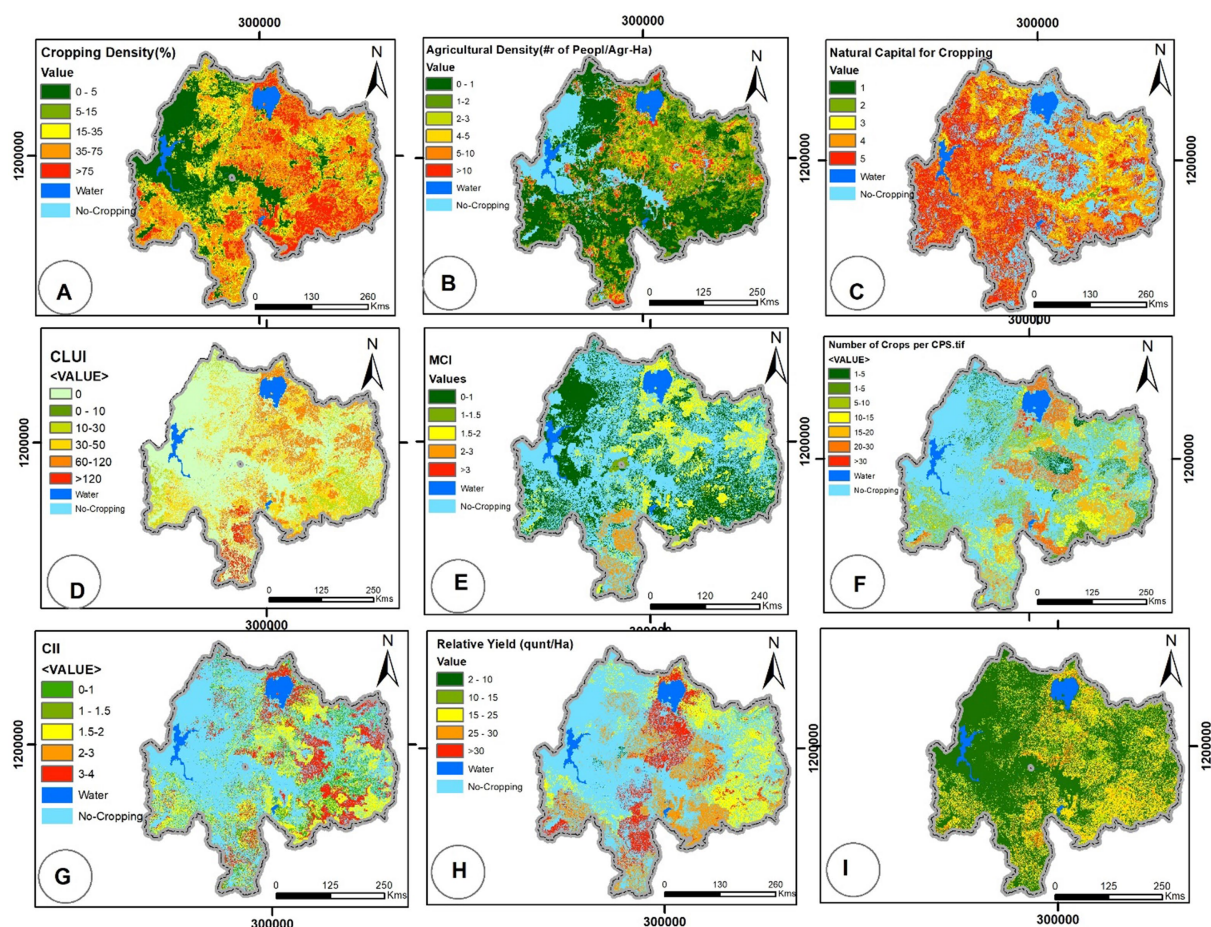 300000
300000
300000
Cropping Density(%)
Value
0 - 5
5-15
15-35
35-75
>75
Water
No-Cropping
N
A
0 130 260
Kms
1200000
Agricultural Density(#r of Peopl/Agr-Ha)
Value
0 - 1
1-2
2-3
4-5
5-10
>10
Water
No-Cropping
N
B
0 125 250
Kms
Natural Capital for Cropping
Value
1
2
3
4
5
Water
No-Cropping
N
C
0 130 260
Kms
1200000
CLUI
<VALUE>
0
0 - 10
10-30
30-50
60-120
>120
Water
No-Cropping
N
D
0 125 250
Kms
1200000
MCI
Values
0-1
1-1.5
1.5-2
2-3
>3
Water
No-Cropping
N
E
0 120 240
Kms
300000
Number of Crops per CPS.tif
<VALUE>
1-5
1-5
5-10
10-15
15-20
20-30
>30
Water
No-Cropping
N
F
0 125 250
Kms
1200000
300000
300000
CII
<VALUE>
0-1
1 - 1.5
1.5-2
2-3
3-4
Water
No-Cropping
N
G
0 125 250
Kms
1200000
Relative Yield (qunt/Ha)
Value
2 - 10
10 - 15
15 - 25
25 - 30
>30
Water
No-Cropping
N
H
0 130 260
Kms
N
I
0 125 250
Kms
1200000
300000
300000
300000